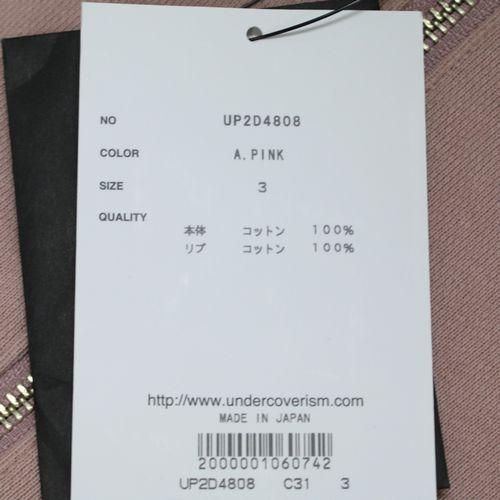 NO UP2D4808
COLOR A.PINK
SIZE 3
QUALITY
本体 コットン 100%
リブ コットン 100%
http://www.undercoverism.com
MADE IN JAPAN
2000001060742
UP2D4808 C31 3